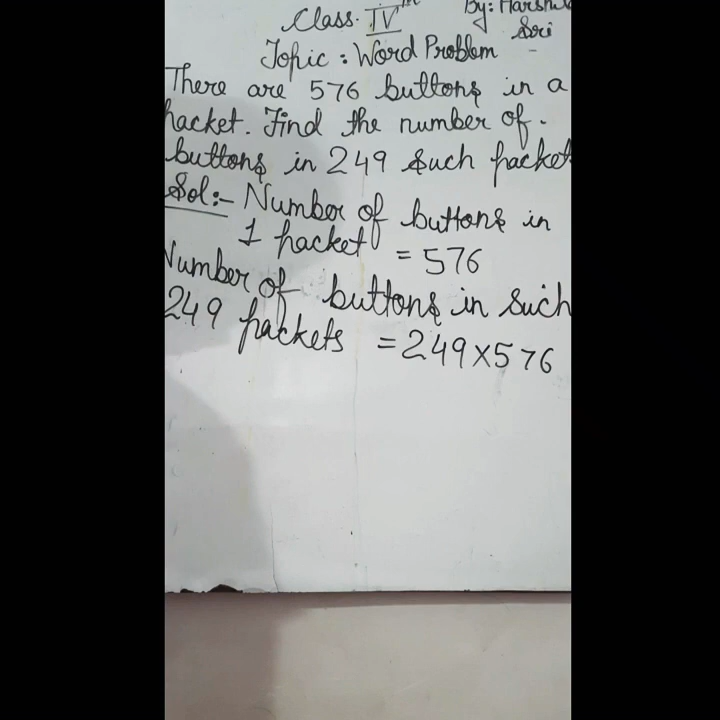 Class. IV th
By: Harshi
Sri
Topic : Word Problem
There are 576 buttons in a
packet. Find the number of.
buttons in 249 such packet
Sol:- Number of buttons in
1 packet = 576
Number of buttons in such
249 packets = 249×576